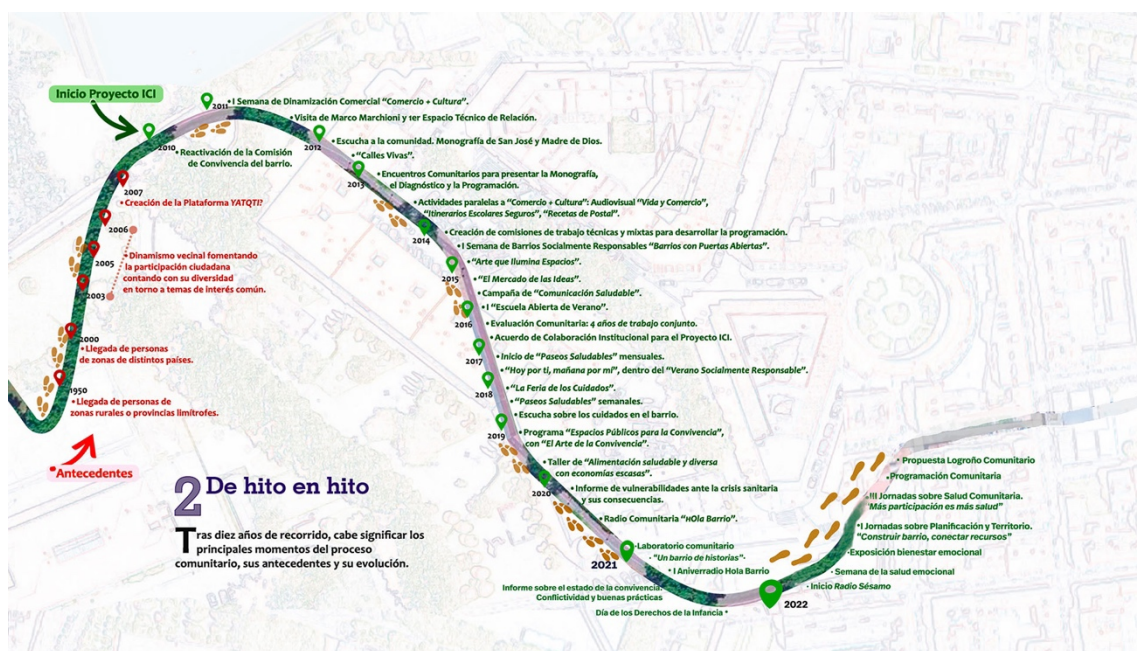 Inicio Proyecto ICI
2011
• I Semana de Dinamización Comercial “Comercio + Cultura”.
• Visita de Marco Marchioni y 1er Espacio Técnico de Relación.
2010
• Reactivación de la Comisión
de Convivencia del barrio.
2012
• Escucha a la comunidad. Monografía de San José y Madre de Dios.
• “Calles Vivas”.
2013
• Encuentros Comunitarios para presentar la Monografía,
el Diagnóstico y la Programación.
• Actividades paralelas a “Comercio + Cultura”: Audiovisual “Vida y Comercio”,
“Itinerarios Escolares Seguros”, “Recetas de Postal”.
2014
• Creación de comisiones de trabajo técnicas y mixtas para desarrollar la programación.
• I Semana de Barrios Socialmente Responsables “Barrios con Puertas Abiertas”.
• “Arte que Ilumina Espacios”.
2015
• “El Mercado de las Ideas”.
• Campaña de “Comunicación Saludable”.
• I “Escuela Abierta de Verano”.
2016
• Evaluación Comunitaria: 4 años de trabajo conjunto.
• Acuerdo de Colaboración Institucional para el Proyecto ICI.
2017
• Inicio de “Paseos Saludables” mensuales.
• “Hoy por ti, mañana por mí”, dentro del “Verano Socialmente Responsable”.
2018
• “La Feria de los Cuidados”.
• “Paseos Saludables” semanales.
• Escucha sobre los cuidados en el barrio.
2019
• Programa “Espacios Públicos para la Convivencia”,
con “El Arte de la Convivencia”.
• Taller de “Alimentación saludable y diversa
con economías escasas”.
2020
• Informe de vulnerabilidades ante la crisis sanitaria
y sus consecuencias.
• Radio Comunitaria “HOla Barrio”.
2021
• Laboratorio comunitario
- "Un barrio de historias"-
• I Aniverradio Hola Barrio
Informe sobre el estado de la convivencia:
Conflictividad y buenas prácticas
Día de los Derechos de la Infancia •
2022
• Inicio Radio Sésamo
• Semana de la salud emocional
• Exposición bienestar emocional
• I Jornadas sobre Planificación y Territorio.
"Construir barrio, conectar recursos"
• III Jornadas sobre Salud Comunitaria.
"Más participación es más salud"
• Programación Comunitaria
• Propuesta Logroño Comunitario
2007
• Creación de la Plataforma YATQTI?
2006
• Dinamismo vecinal fomentando
la participación ciudadana
contando con su diversidad
en torno a temas de interés común.
2005
2003
2000
• Llegada de personas
de zonas de distintos países.
1950
• Llegada de personas de
zonas rurales o provincias limítrofes.
•Antecedentes
2 De hito en hito
Tras diez años de recorrido, cabe significar los
principales momentos del proceso
comunitario, sus antecedentes y su evolución.